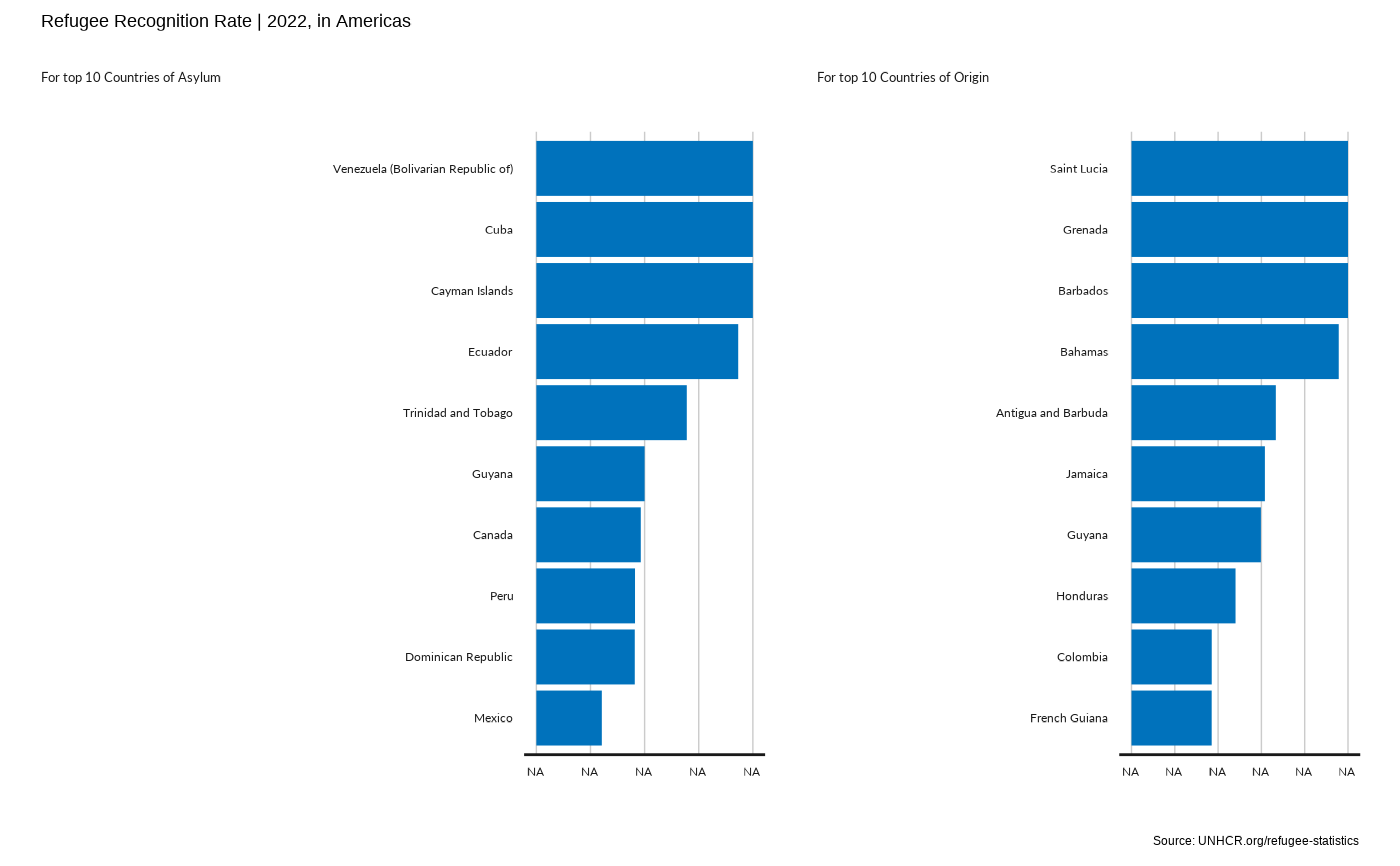 Refugee Recognition Rate | 2022, in Americas
For top 10 Countries of Asylum
Venezuela (Bolivarian Republic of)
Cuba
Cayman Islands
Ecuador
Trinidad and Tobago
Guyana
Canada
Peru
Dominican Republic
Mexico
NA NA NA NA NA
For top 10 Countries of Origin
Saint Lucia
Grenada
Barbados
Bahamas
Antigua and Barbuda
Jamaica
Guyana
Honduras
Colombia
French Guiana
NA NA NA NA NA NA
Source: UNHCR.org/refugee-statistics